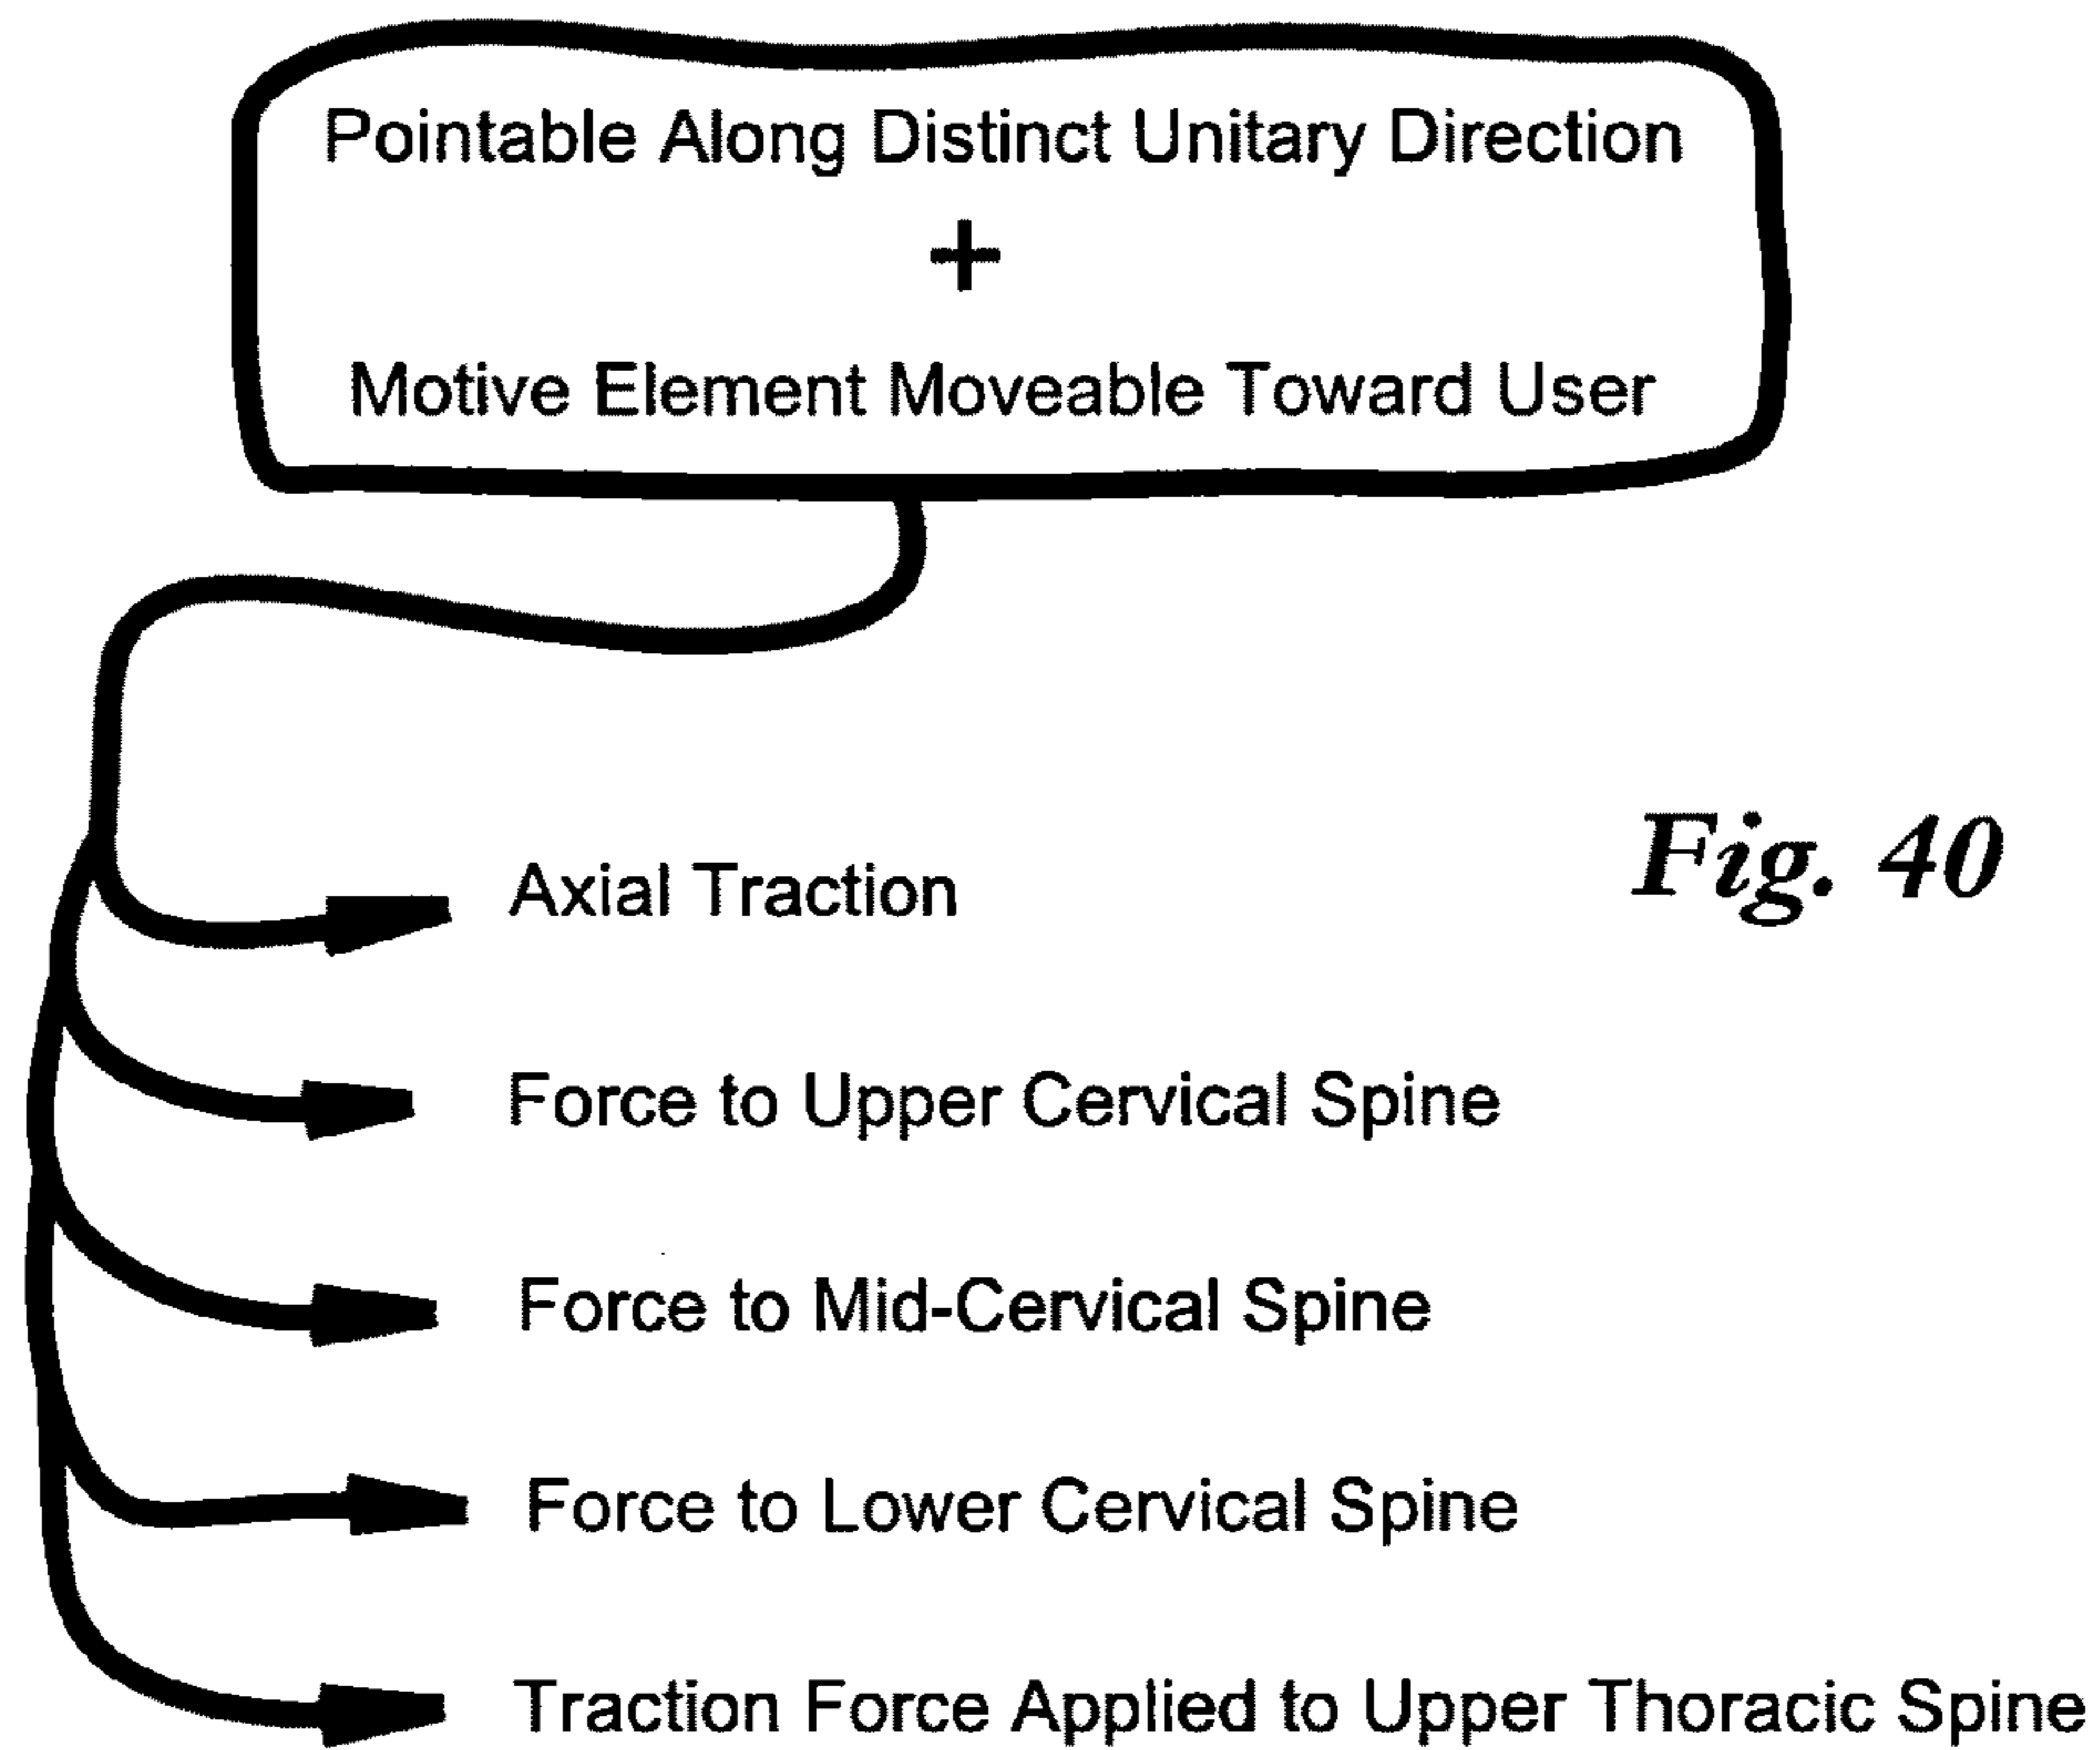 Pointable Along Distinct Unitary Direction
+
Motive Element Moveable Toward User
Axial Traction
Fig. 40
Force to Upper Cervical Spine
Force to Mid-Cervical Spine
Force to Lower Cervical Spine
Traction Force Applied to Upper Thoracic Spine